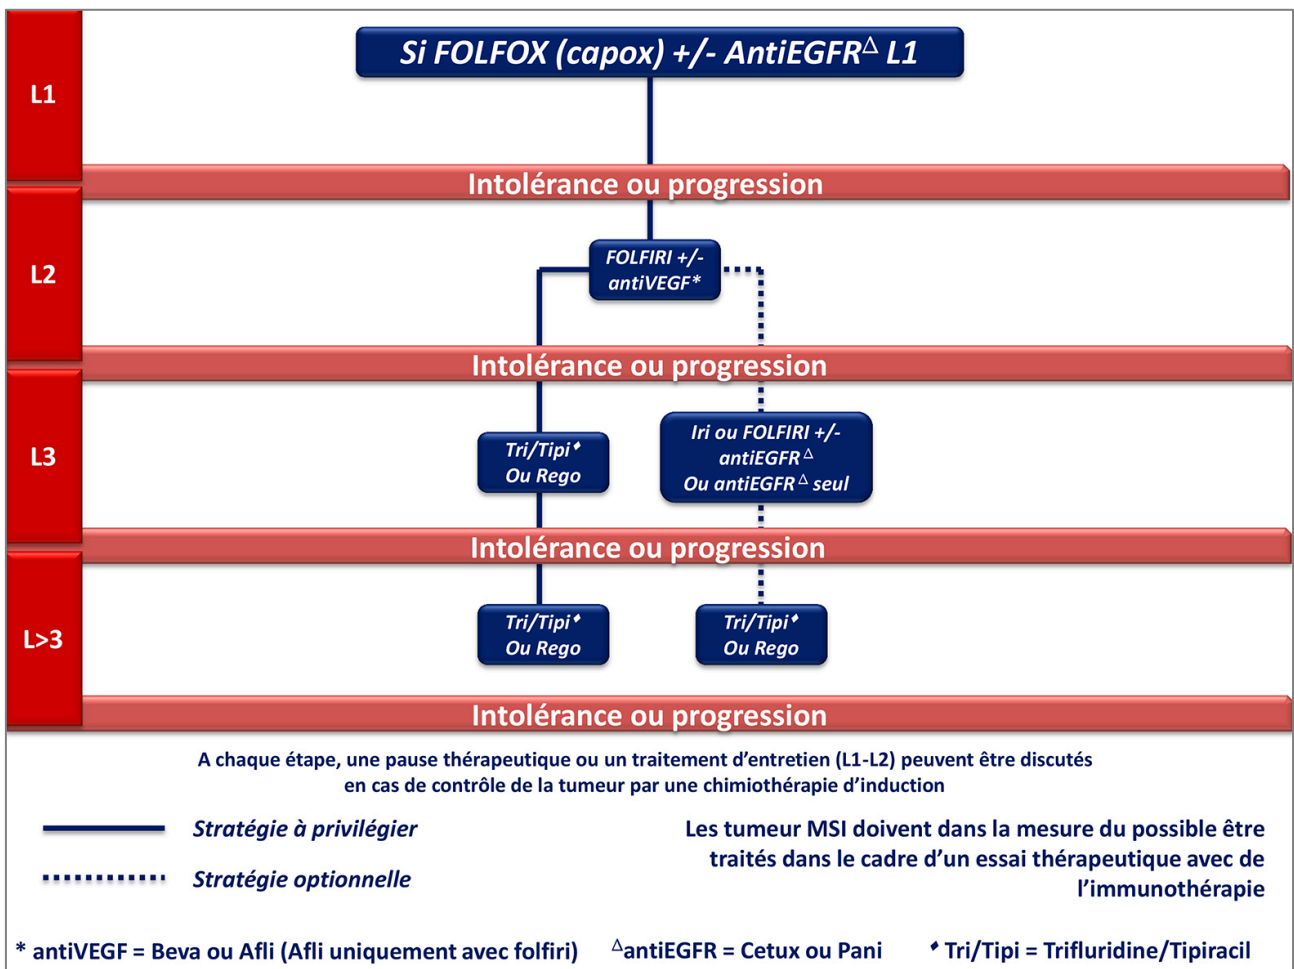 L1
Si FOLFOX (capox) +/- AntiEGFRΔ L1
Intolérance ou progression
L2
FOLFIRI +/-
antiVEGF*
Intolérance ou progression
L3
Tri/Tipi♦
Ou Rego
Iri ou FOLFIRI +/-
antiEGFRΔ
Ou antiEGFRΔ seul
Intolérance ou progression
L>3
Tri/Tipi♦
Ou Rego
Tri/Tipi♦
Ou Rego
Intolérance ou progression
A chaque étape, une pause thérapeutique ou un traitement d’entretien (L1-L2) peuvent être discutés
en cas de contrôle de la tumeur par une chimiothérapie d’induction
Stratégie à privilégier
Stratégie optionnelle
Les tumeur MSI doivent dans la mesure du possible être
traités dans le cadre d’un essai thérapeutique avec de
l’immunothérapie
* antiVEGF = Beva ou Afli (Afli uniquement avec folfiri)
ΔantiEGFR = Cetux ou Pani
♦ Tri/Tipi = Trifluridine/Tipiracil